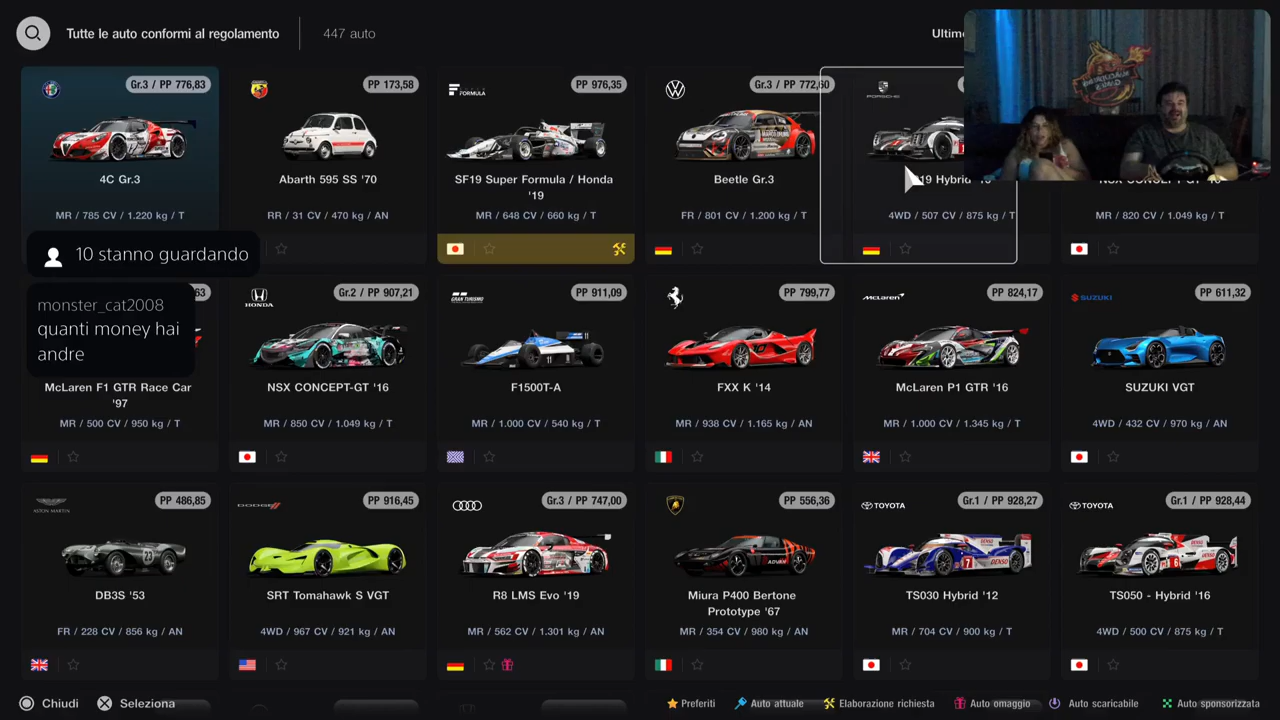 Tutte le auto conformi al regolamento
447 auto
Gr.3 / PP 776,83
4C Gr.3
MR / 785 CV / 1.220 kg / T
PP 173,58
Abarth 595 SS '70
RR / 31 CV / 470 kg / AN
FORMULA
PP 976,35
SF19 Super Formula / Honda
'19
MR / 648 CV / 660 kg / T
Gr.3 / PP 772,60
Beetle Gr.3
FR / 801 CV / 1.200 kg / T
PORSCHE
4WD / 507 CV / 875 kg / T
MR / 820 CV / 1.049 kg / T
10 stanno guardando
monster_cat2008
quanti money hai
andre
McLaren F1 GTR Race Car
'97
MR / 500 CV / 950 kg / T
HONDA
Gr.2 / PP 907,21
NSX CONCEPT-GT '16
MR / 850 CV / 1.049 kg / T
GRAN TURISMO
PP 911,09
F1500T-A
MR / 1.000 CV / 540 kg / T
PP 799,77
FXX K '14
MR / 938 CV / 1.165 kg / AN
McLaren
PP 824,17
McLaren P1 GTR '16
MR / 1.000 CV / 1.345 kg / T
SUZUKI
PP 611,32
SUZUKI VGT
4WD / 432 CV / 970 kg / AN
ASTON MARTIN
PP 486,85
DB3S '53
FR / 228 CV / 856 kg / AN
DODGE
PP 916,45
SRT Tomahawk S VGT
4WD / 967 CV / 921 kg / AN
Gr.3 / PP 747,00
R8 LMS Evo '19
MR / 562 CV / 1.301 kg / AN
PP 556,36
ADVAN
Miura P400 Bertone
Prototype '67
MR / 354 CV / 980 kg / AN
TOYOTA
Gr.1 / PP 928,27
TS030 Hybrid '12
MR / 704 CV / 900 kg / T
TOYOTA
Gr.1 / PP 928,44
TS050 - Hybrid '16
4WD / 500 CV / 875 kg / T
Chiudi
Seleziona
Preferiti
Auto attuale
Elaborazione richiesta
Auto omaggio
Auto scaricabile
Auto sponsorizzata